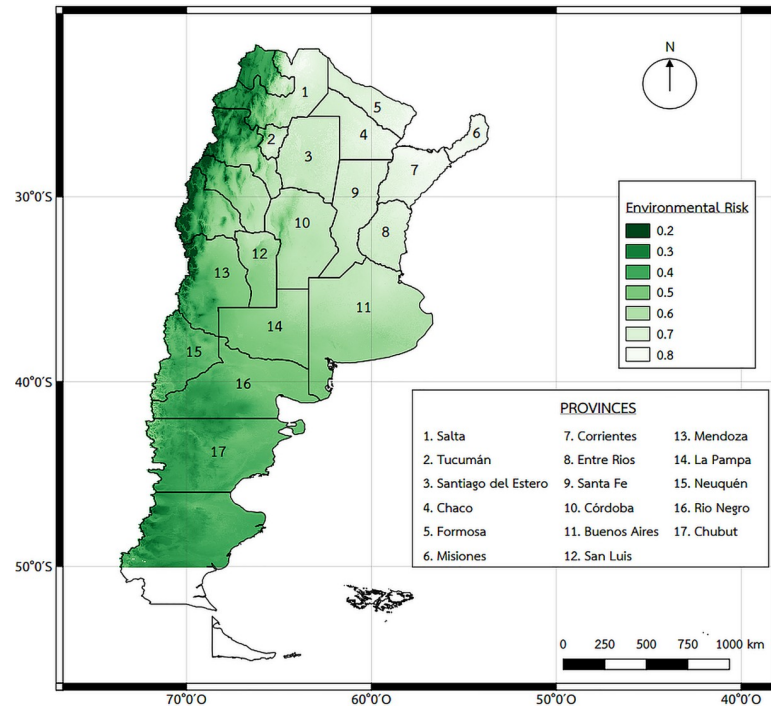 N
1
5
2
4
6
3
7
9
30°0'S
10
8
12
13
11
14
15
16
40°0'S
17
50°0'S
Environmental Risk
0.2
0.3
0.4
0.5
0.6
0.7
0.8
PROVINCES
1. Salta
2. Tucumán
3. Santiago del Estero
4. Chaco
5. Formosa
6. Misiones
7. Corrientes
8. Entre Rios
9. Santa Fe
10. Córdoba
11. Buenos Aires
12. San Luis
13. Mendoza
14. La Pampa
15. Neuquén
16. Rio Negro
17. Chubut
0 250 500 750 1000 km
70°0'O 60°0'O 50°0'O 40°0'O